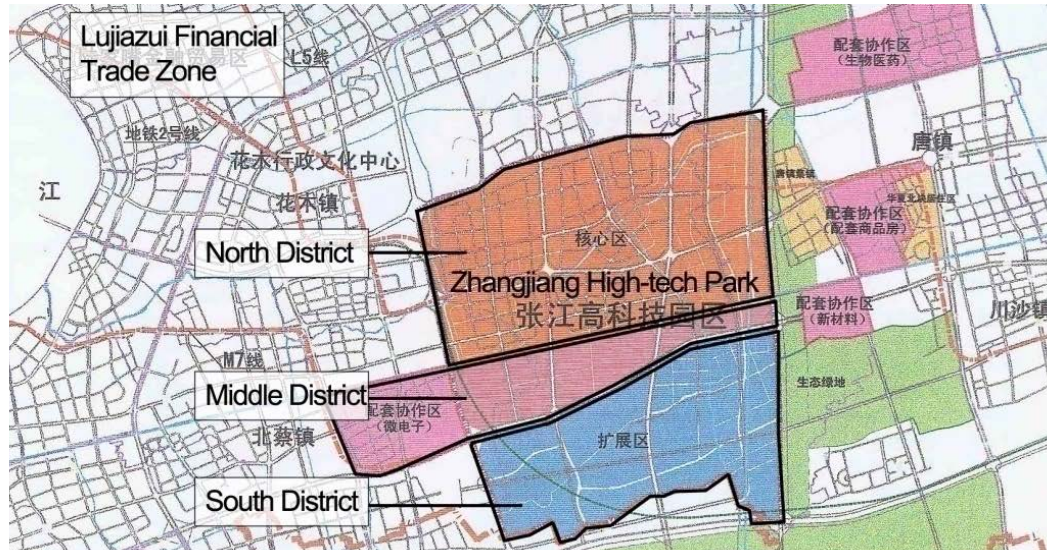 Lujiazui Financial
Trade Zone
L5线
配套协作区
(生物医药)
地铁2号线
花木行政文化中心
唐镇
江
花木镇
配套协作区
(配套商品房)
North District
核心区
Zhangjiang High-tech Park
张江高科技园区
配套协作区
(新材料)
川沙镇
M7线
生态绿地
Middle District
配套协作区
(微电子)
北蔡镇
扩展区
South District